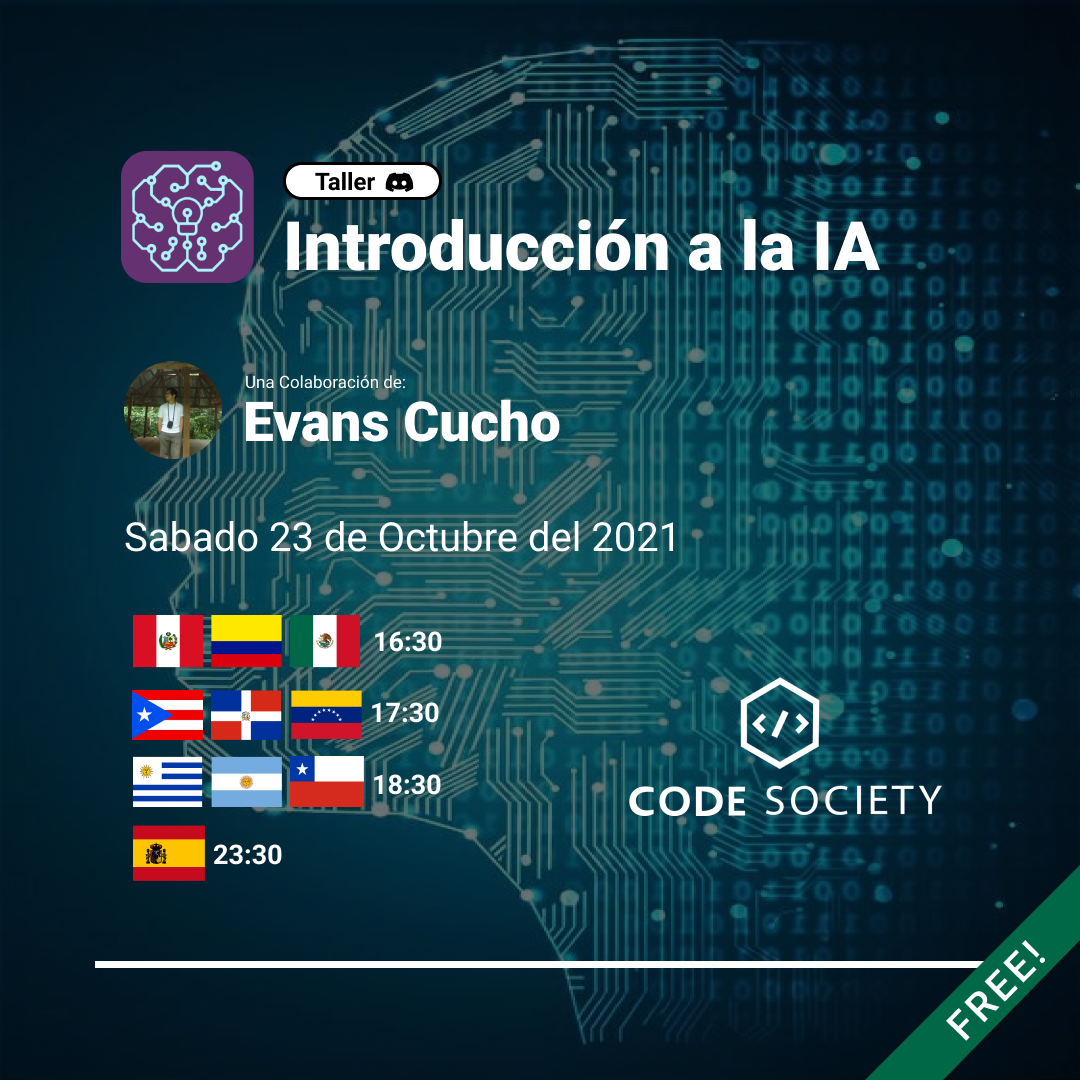 Taller
Introducción a la IA
Una Colaboración de:
Evans Cucho
Sabado 23 de Octubre del 2021
16:30
17:30
18:30
23:30
</>
CODE SOCIETY
FREE!